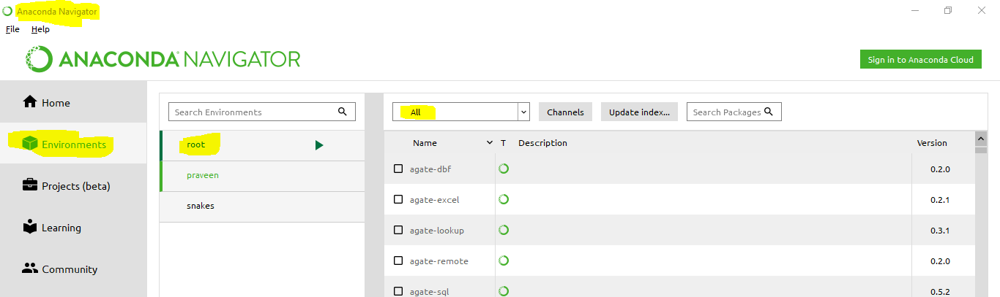 Anaconda Navigator
File Help
ANACONDA NAVIGATOR
Sign in to Anaconda Cloud
Home
Environments
Projects (beta)
Learning
Community
Search Environments
root
praveen
snakes
All
Channels
Update index...
Search Packages
Name T Description Version
agate-dbf 0.2.0
agate-excel 0.2.1
agate-lookup 0.3.1
agate-remote 0.2.0
agate-sql 0.5.2